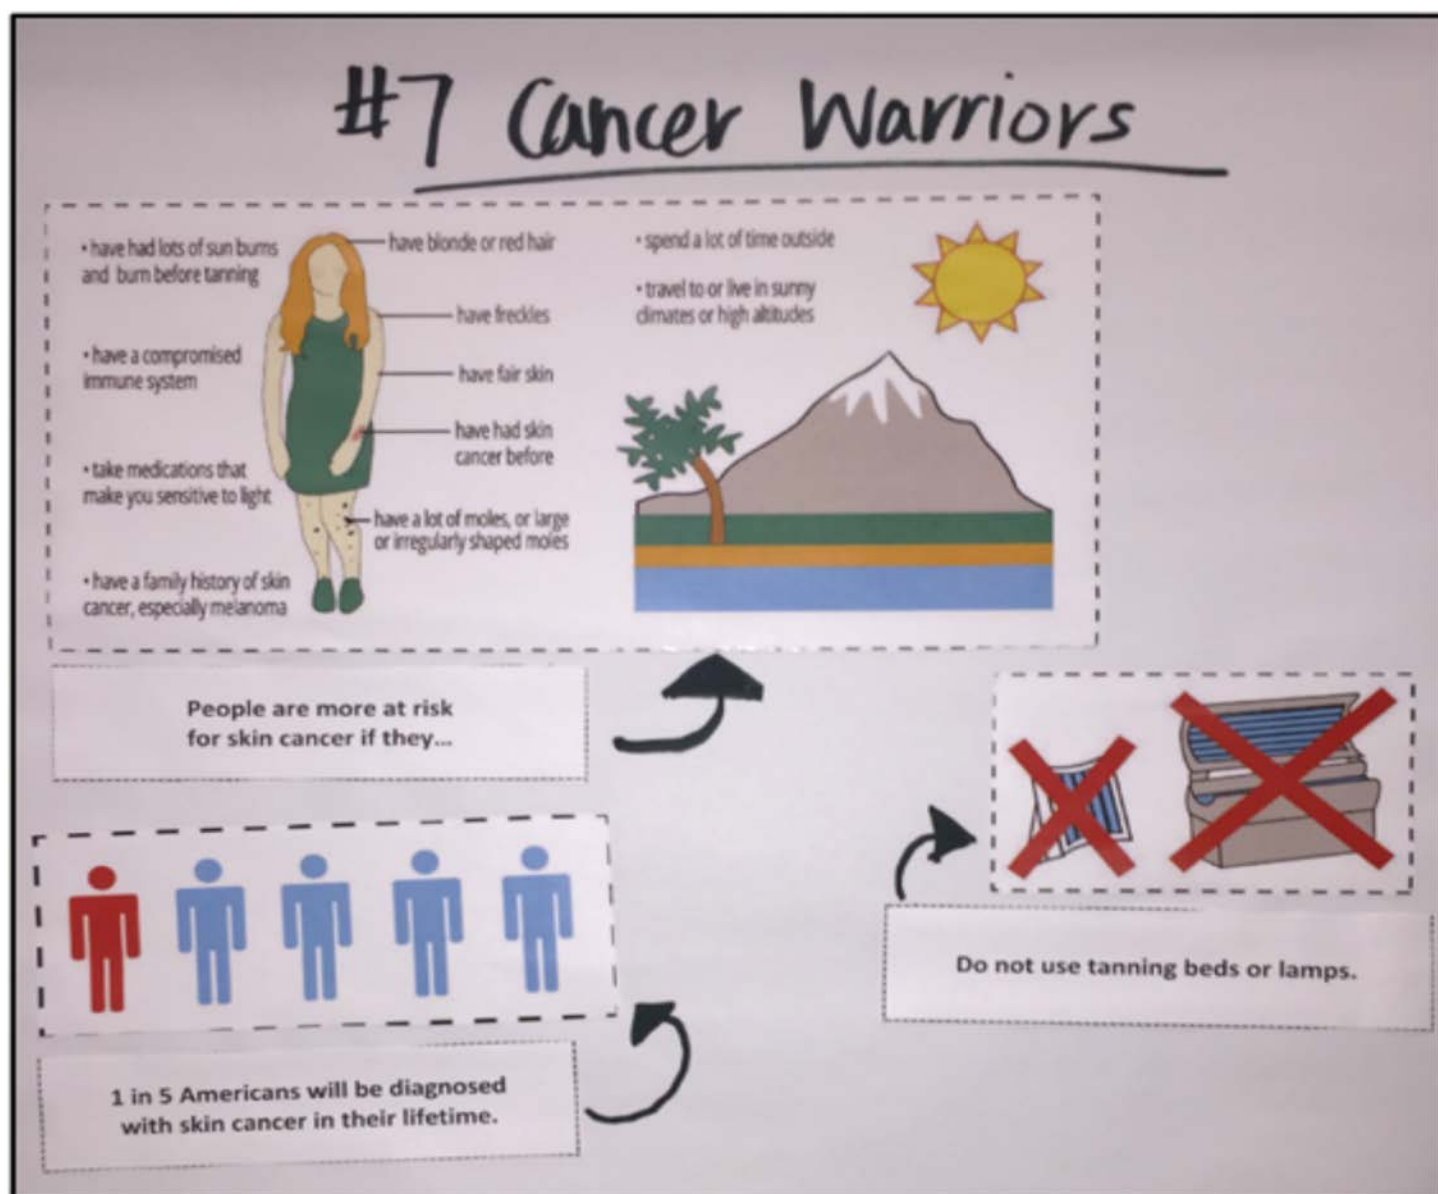 #7 Cancer Warriors
• have had lots of sun burns
and burn before tanning
• have a compromised
immune system
• take medications that
make you sensitive to light
• have a family history of skin
cancer, especially melanoma
have blonde or red hair
have freckles
have fair skin
have had skin
cancer before
have a lot of moles, or large
or irregularly shaped moles
• spend a lot of time outside
• travel to or live in sunny
climates or high altitudes
People are more at risk
for skin cancer if they...
Do not use tanning beds or lamps.
1 in 5 Americans will be diagnosed
with skin cancer in their lifetime.